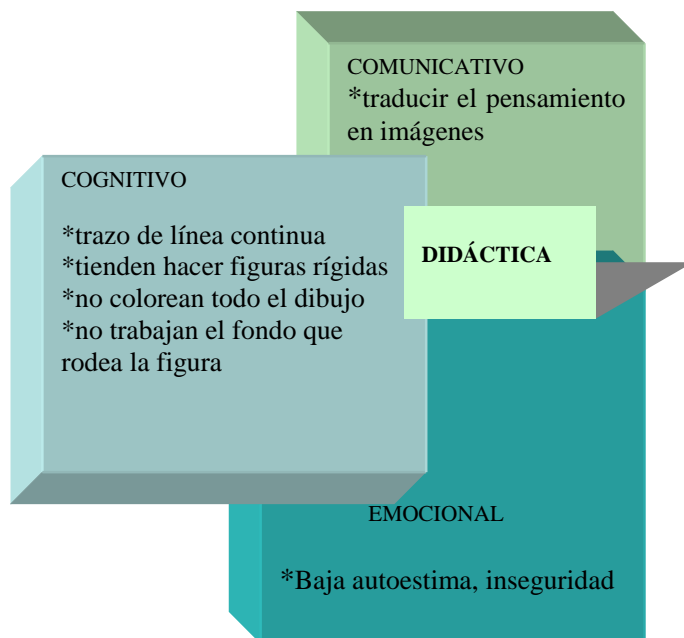 COMUNICATIVO
*traducir el pensamiento
en imágenes
COGNITIVO
*trazo de línea continua
*tienden hacer figuras rígidas
*no colorean todo el dibujo
*no trabajan el fondo que
rodea la figura
DIDÁCTICA
EMOCIONAL
*Baja autoestima, inseguridad